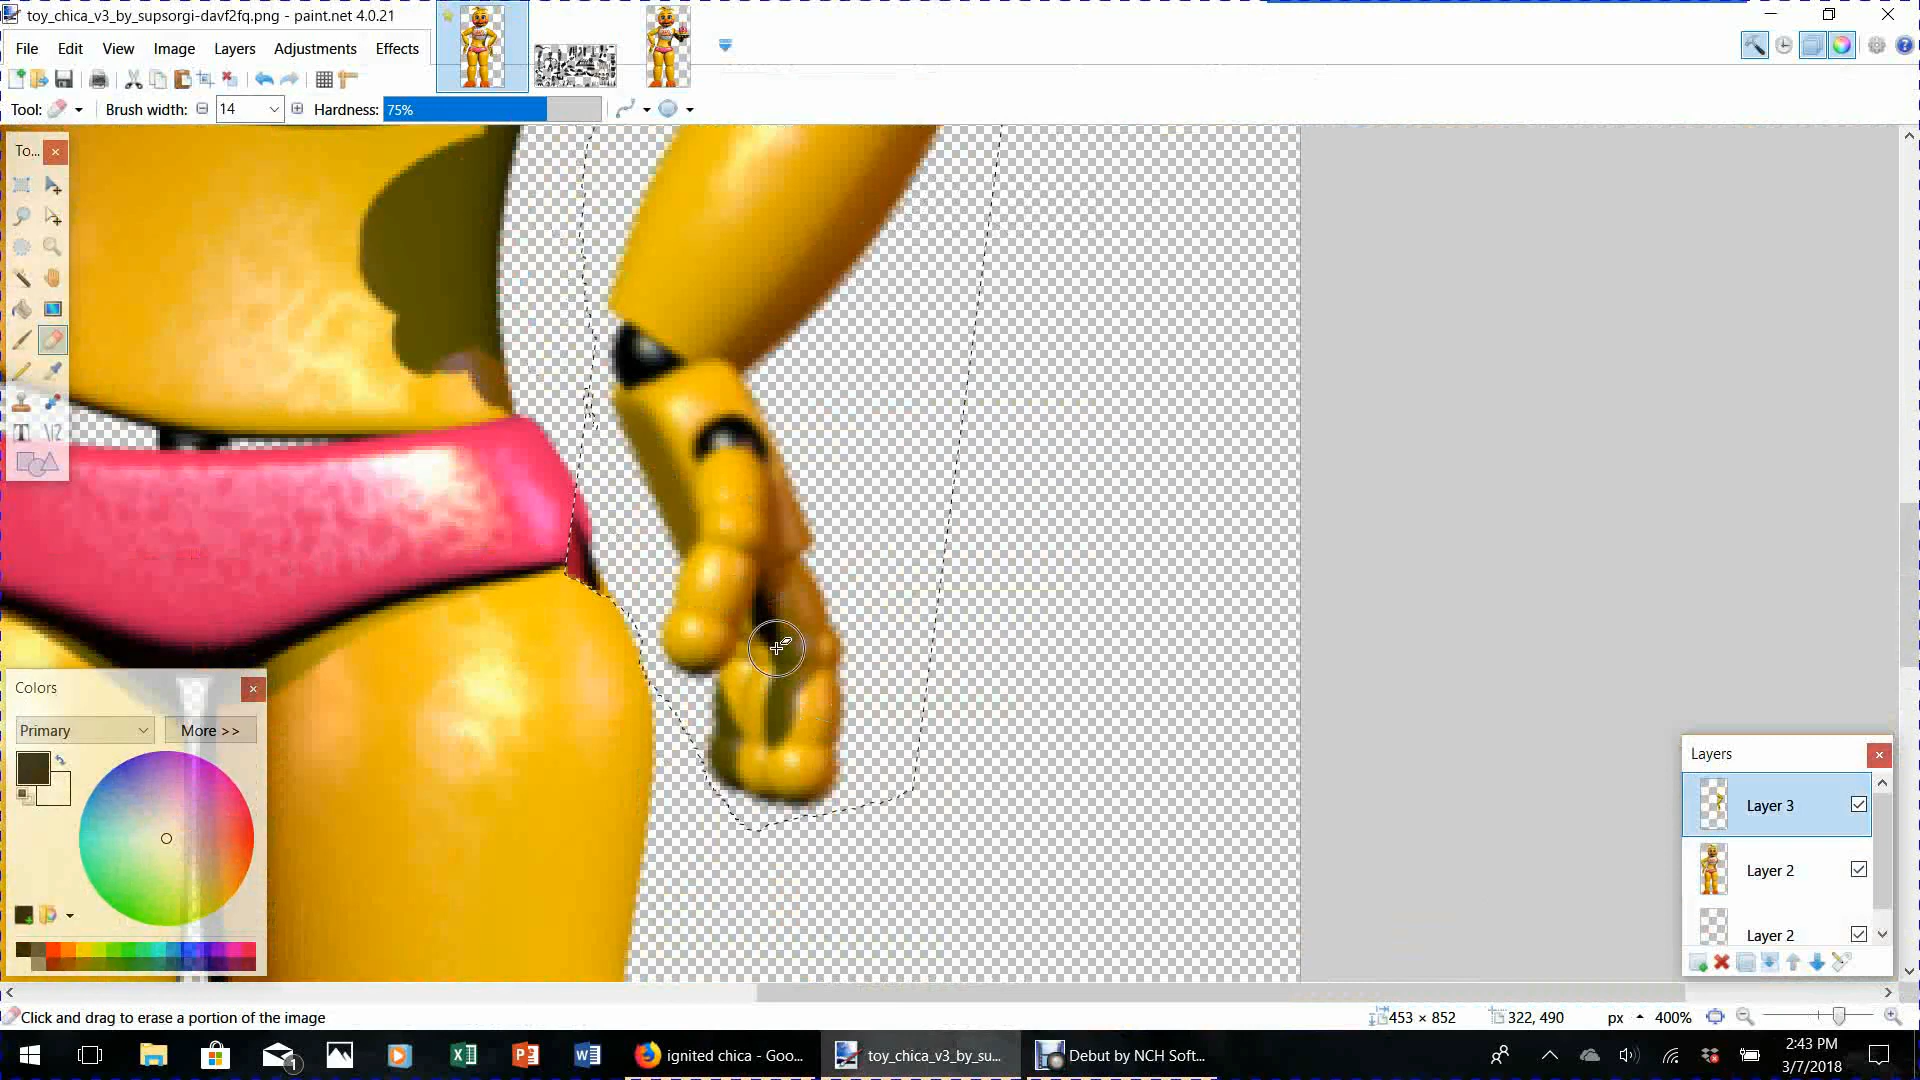 toy_chica_v3_by_supsorgi-davf2fq.png - paint.net 4.0.21
File Edit View Image Layers Adjustments Effects
Tool: Brush width: 14 Hardness: 75%
To...
T
Colors
Primary More >>
Layers
Layer 3
Layer 2
Layer 2
Click and drag to erase a portion of the image 453 × 852 322, 490 px 400%
1 ignited chica - Goo... toy_chica_v3_by_su... Debut by NCH Soft... 2:43 PM
3/7/2018